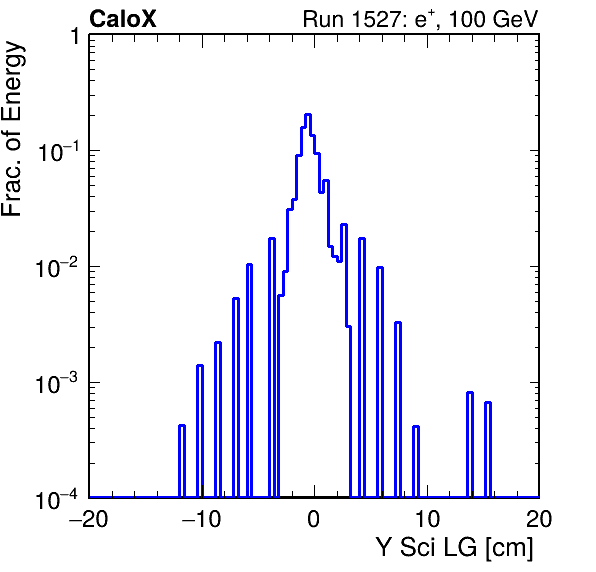 CaloX Run 1527: e⁺, 100 GeV
Frac. of Energy
1
10⁻¹
10⁻²
10⁻³
10⁻⁴
−20 −10 0 10 20
Y Sci LG [cm]